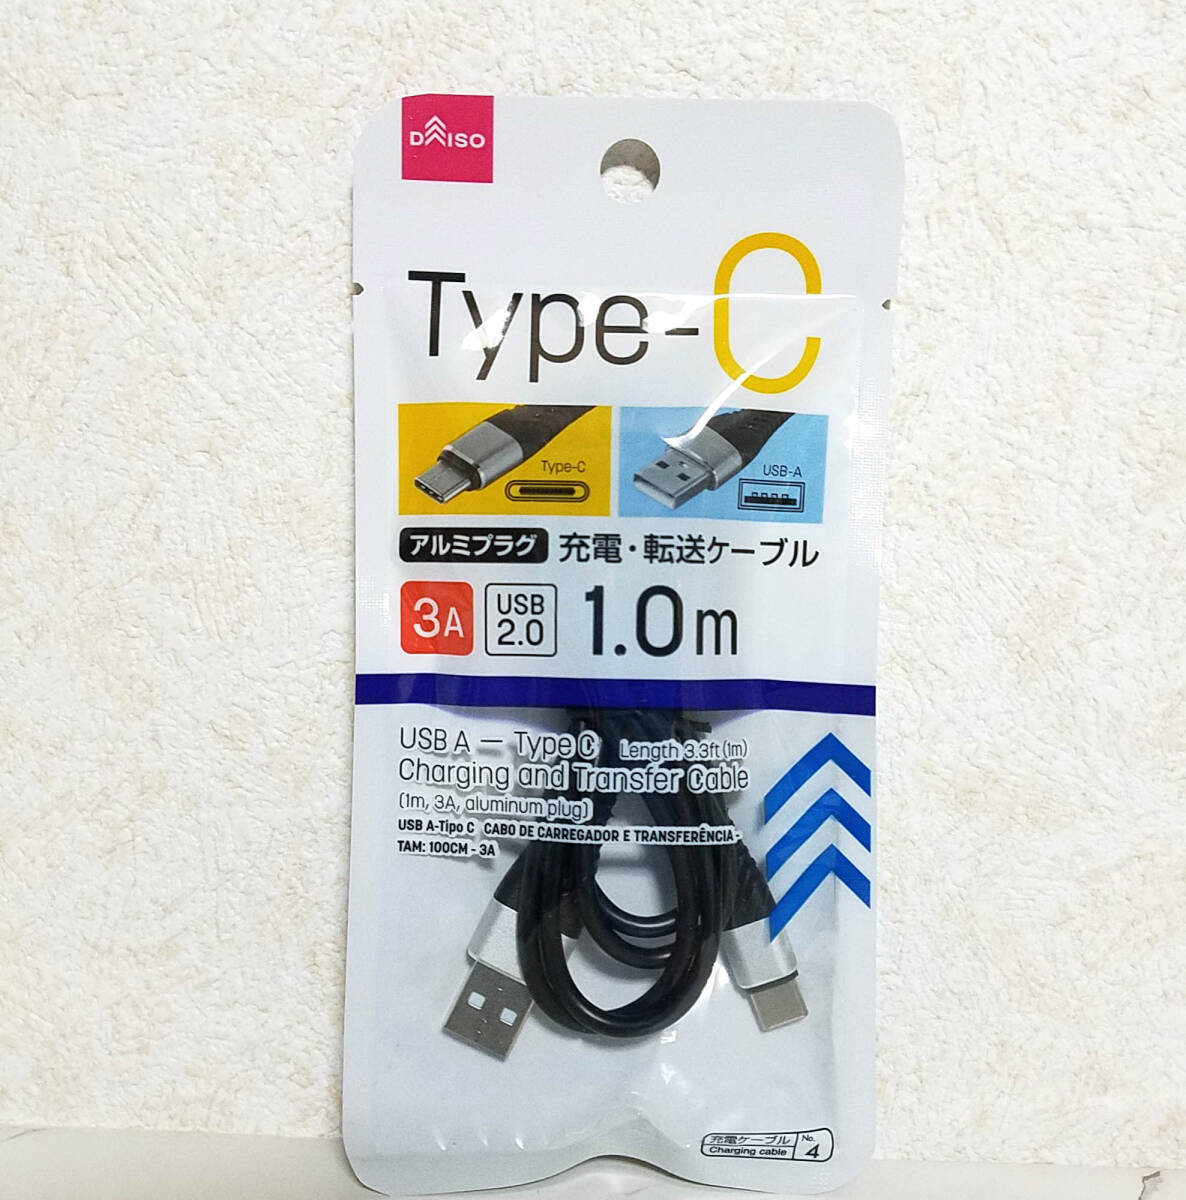 DAISO
Type-C
Type-C
USB-A
アルミプラグ 充電・転送ケーブル
3A USB 2.0 1.0m
USB A — Type C Length 3.3ft (1m)
Charging and Transfer Cable
(1m, 3A, aluminum plug)
USB A-Tipo C CABO DE CARREGADOR E TRANSFERÊNCIA -
TAM: 100CM - 3A
充電ケーブル No.
Charging cable 4